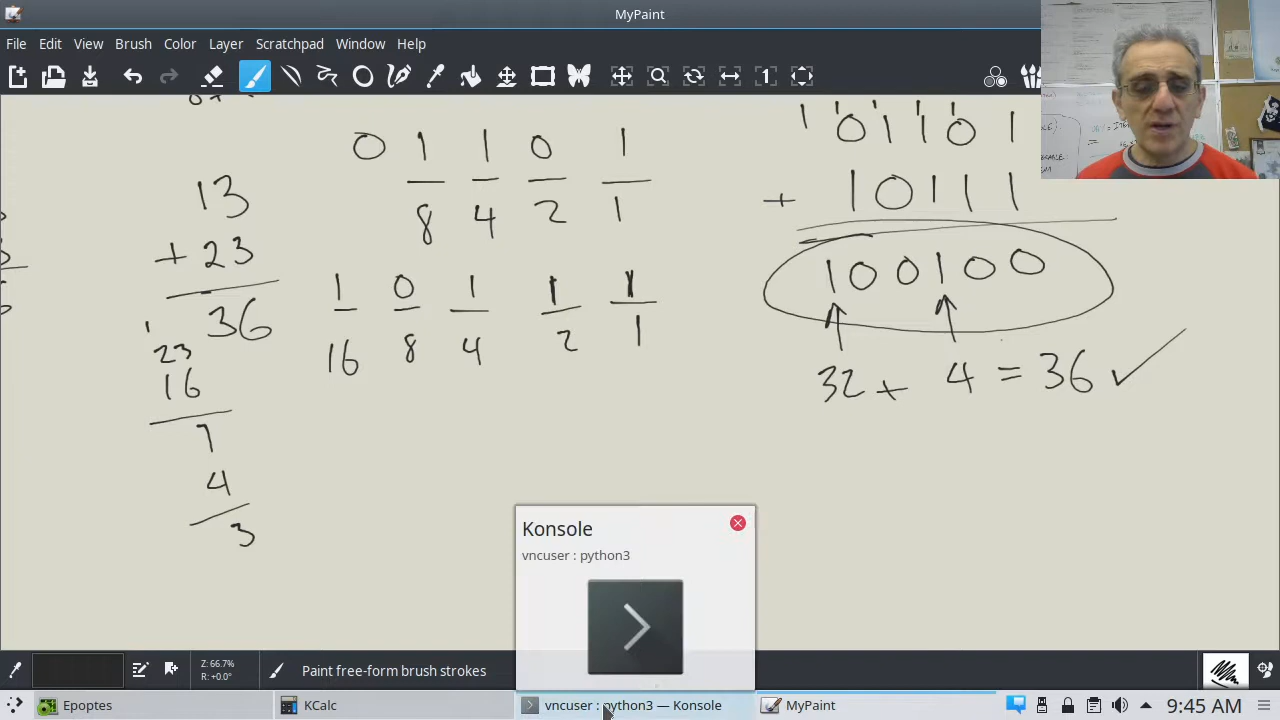 MyPaint
File Edit View Brush Color Layer Scratchpad Window Help
0 1 1 0 1
8 4 2 1
13
+ 23
36
1 0 1 1 1
16 8 4 2 1
1
23
16
7
4
3
1 1 1 1
0 1 1 0 1
+ 1 0 1 1 1
1 0 0 1 0 0
32 + 4 = 36 ✓
Konsole
vncuser : python3
Z: 66.7%
R: +0.0°
Paint free-form brush strokes
Epoptes KCalc vncuser : python3 — Konsole MyPaint 9:45 AM